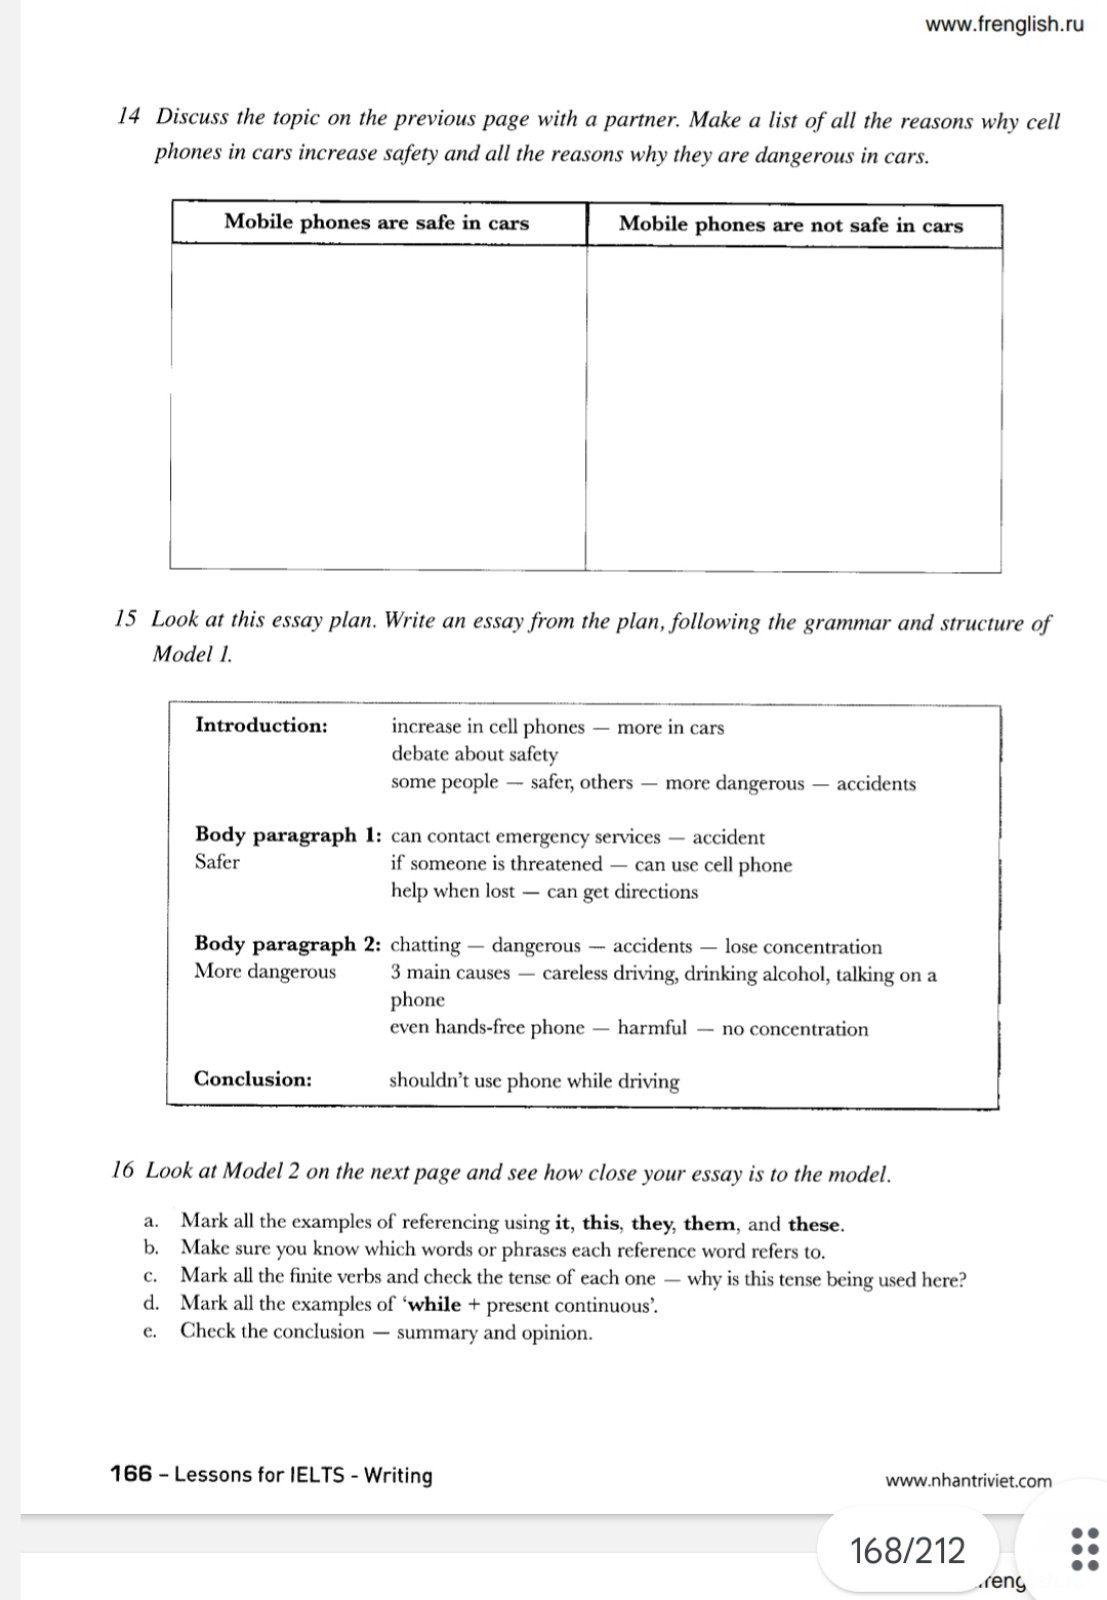 www.frenglish.ru
14 Discuss the topic on the previous page with a partner. Make a list of all the reasons why cell
phones in cars increase safety and all the reasons why they are dangerous in cars.
Mobile phones are safe in cars
Mobile phones are not safe in cars
15 Look at this essay plan. Write an essay from the plan, following the grammar and structure of
Model 1.
Introduction: increase in cell phones — more in cars
debate about safety
some people — safer, others — more dangerous — accidents
Body paragraph 1: can contact emergency services — accident
Safer if someone is threatened — can use cell phone
help when lost — can get directions
Body paragraph 2: chatting — dangerous — accidents — lose concentration
More dangerous 3 main causes — careless driving, drinking alcohol, talking on a
phone
even hands-free phone — harmful — no concentration
Conclusion: shouldn't use phone while driving
16 Look at Model 2 on the next page and see how close your essay is to the model.
a. Mark all the examples of referencing using it, this, they, them, and these.
b. Make sure you know which words or phrases each reference word refers to.
c. Mark all the finite verbs and check the tense of each one — why is this tense being used here?
d. Mark all the examples of 'while + present continuous'.
e. Check the conclusion — summary and opinion.
166 – Lessons for IELTS - Writing
www.nhantriviet.com
168/212